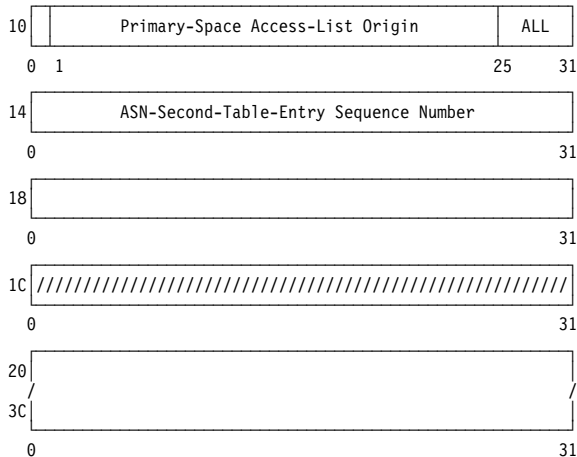 10 Primary-Space Access-List Origin ALL
0 1 25 31
14 ASN-Second-Table-Entry Sequence Number
0 31
18
0 31
1C //////////////////////////////////////////////////////////
0 31
20
/ /
3C
0 31